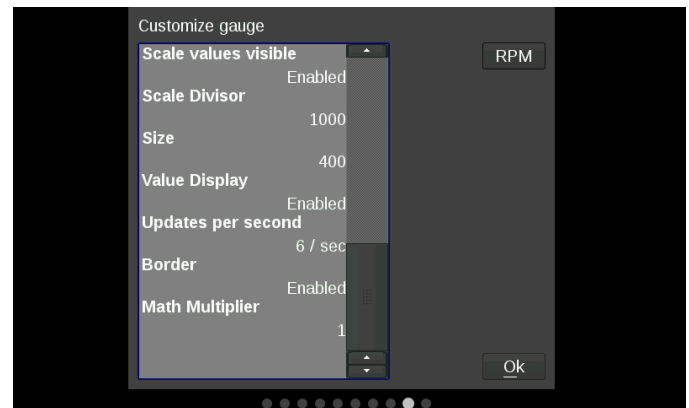 Customize gauge
Scale values visible
RPM
Enabled
Scale Divisor
1000
Size
400
Value Display
Enabled
Updates per second
6 / sec
Border
Enabled
Math Multiplier
1
Ok